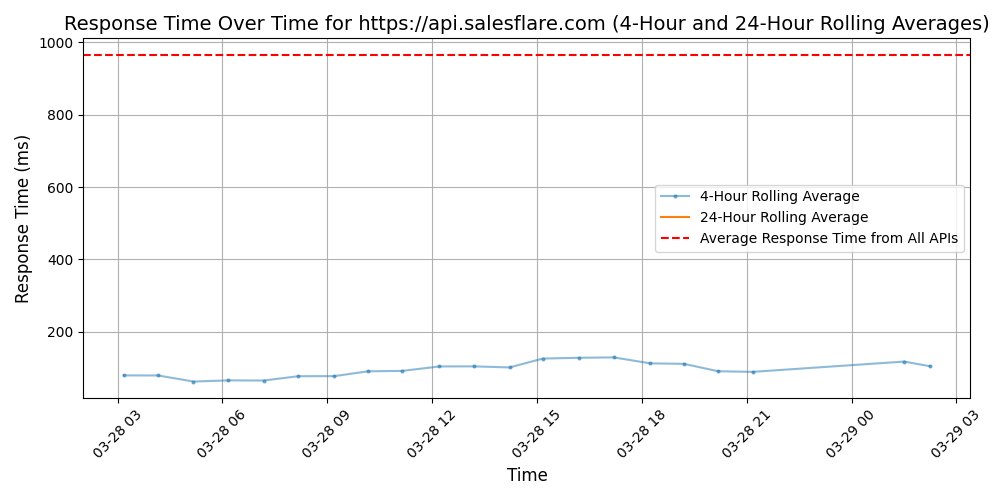 Response Time Over Time for https://api.salesflare.com (4-Hour and 24-Hour Rolling Averages)
Response Time (ms)
1000
800
600
400
200
4-Hour Rolling Average
24-Hour Rolling Average
Average Response Time from All APIs
03-28 03
03-28 06
03-28 09
03-28 12
03-28 15
03-28 18
03-28 21
03-29 00
03-29 03
Time